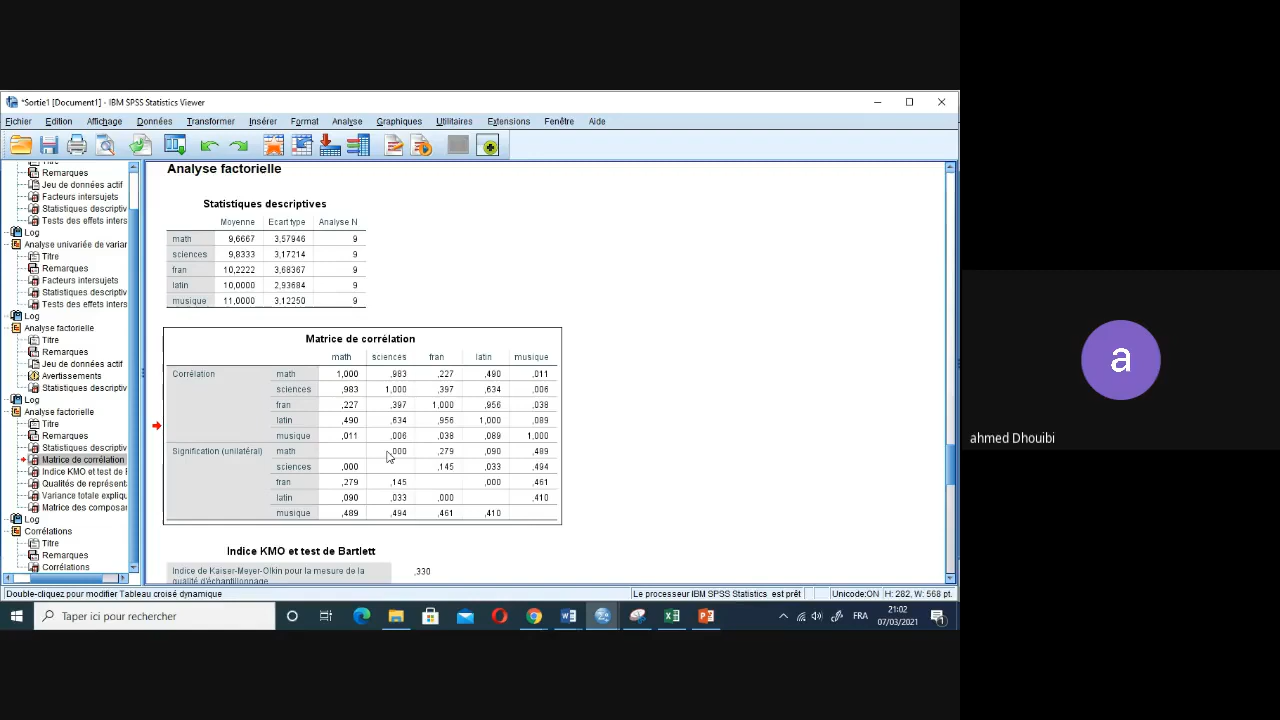 *Sortie1 [Document1] - IBM SPSS Statistics Viewer
Fichier Edition Affichage Données Transformer Insérer Format Analyse Graphiques Utilitaires Extensions Fenêtre Aide
Remarques
Jeu de données actif
Facteurs intersujets
Statistiques descriptiv
Tests des effets inters
Log
Analyse univariée de varian
Titre
Remarques
Facteurs intersujets
Statistiques descriptiv
Tests des effets inters
Log
Analyse factorielle
Titre
Remarques
Jeu de données actif
Avertissements
Statistiques descriptiv
Log
Analyse factorielle
Titre
Remarques
Statistiques descriptiv
Matrice de corrélation
Indice KMO et test de B
Qualités de représent
Variance totale expliqu
Matrice des composan
Log
Corrélations
Titre
Remarques
Corrélations
Analyse factorielle
Statistiques descriptives
Moyenne Ecart type Analyse N
math 9,6667 3,57946 9
sciences 9,8333 3,17214 9
fran 10,2222 3,68367 9
latin 10,0000 2,93684 9
musique 11,0000 3,12250 9
Matrice de corrélation
math sciences fran latin musique
Corrélation math 1,000 ,983 ,227 ,490 ,011
sciences ,983 1,000 ,397 ,634 ,006
fran ,227 ,397 1,000 ,956 ,038
latin ,490 ,634 ,956 1,000 ,089
musique ,011 ,006 ,038 ,089 1,000
Signification (unilatéral) math ,000 ,279 ,090 ,489
sciences ,000 ,145 ,033 ,494
fran ,279 ,145 ,000 ,461
latin ,090 ,033 ,000 ,410
musique ,489 ,494 ,461 ,410
Indice KMO et test de Bartlett
Indice de Kaiser-Meyer-Olkin pour la mesure de la ,330
qualité d'échantillonnage
Double-cliquez pour modifier Tableau croisé dynamique
Le processeur IBM SPSS Statistics est prêt
Unicode:ON
H: 282, W: 568 pt.
Taper ici pour rechercher
FRA
21:02
07/03/2021
a
ahmed Dhouibi